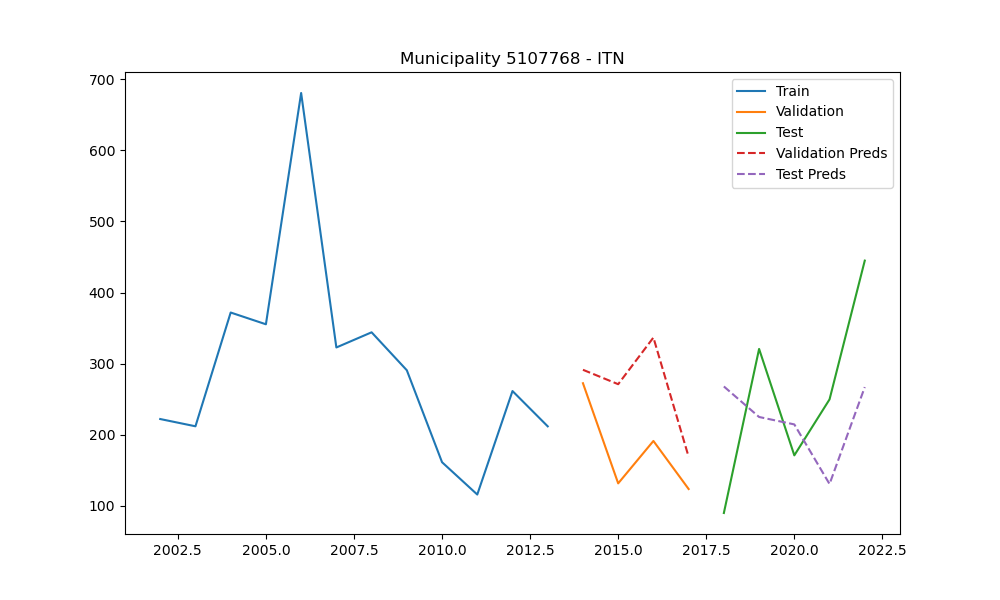 Municipality 5107768 - ITN
700
600
500
400
300
200
100
2002.5 2005.0 2007.5 2010.0 2012.5 2015.0 2017.5 2020.0 2022.5
Train
Validation
Test
Validation Preds
Test Preds